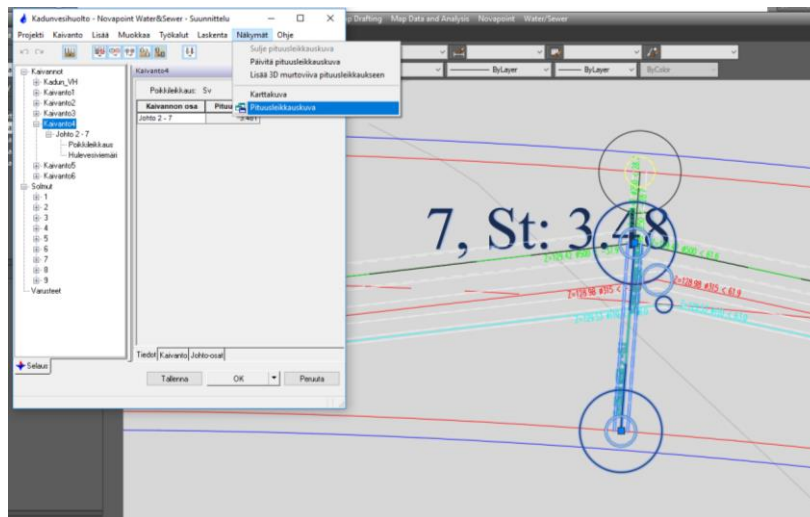 Kadunvesihuolto - Novapoint Water&Sewer - Suunnittelu
Drafting Map Data and Analysis Novapoint Water/Sewer
Projekti Kaivanto Lisää Muokkaa Työkalut Laskenta Näkymät Ohje
Sulje pituusleikkauskuva
Päivitä pituusleikkauskuva
Lisää 3D murtoviiva pituusleikkaukseen
Karttakuva
Pituusleikkauskuva
ByLayer
ByLayer
ByColor
Kaivannot
Kadun_VH
Kaivanto1
Kaivanto2
Kaivanto3
Kaivanto4
Johto 2 - 7
Poikkileikkaus
Hulevesiviemäri
Kaivanto5
Kaivanto6
Solmut
1
2
3
4
5
6
7
8
9
Varusteet
Kaivanto4
Poikkileikkaus: Sv
Kaivannon osa
Johto 2 - 7
7, St: 3.48
Tiedot Kaivanto Johto-osat
Selaus
Tallenna OK Peruuta